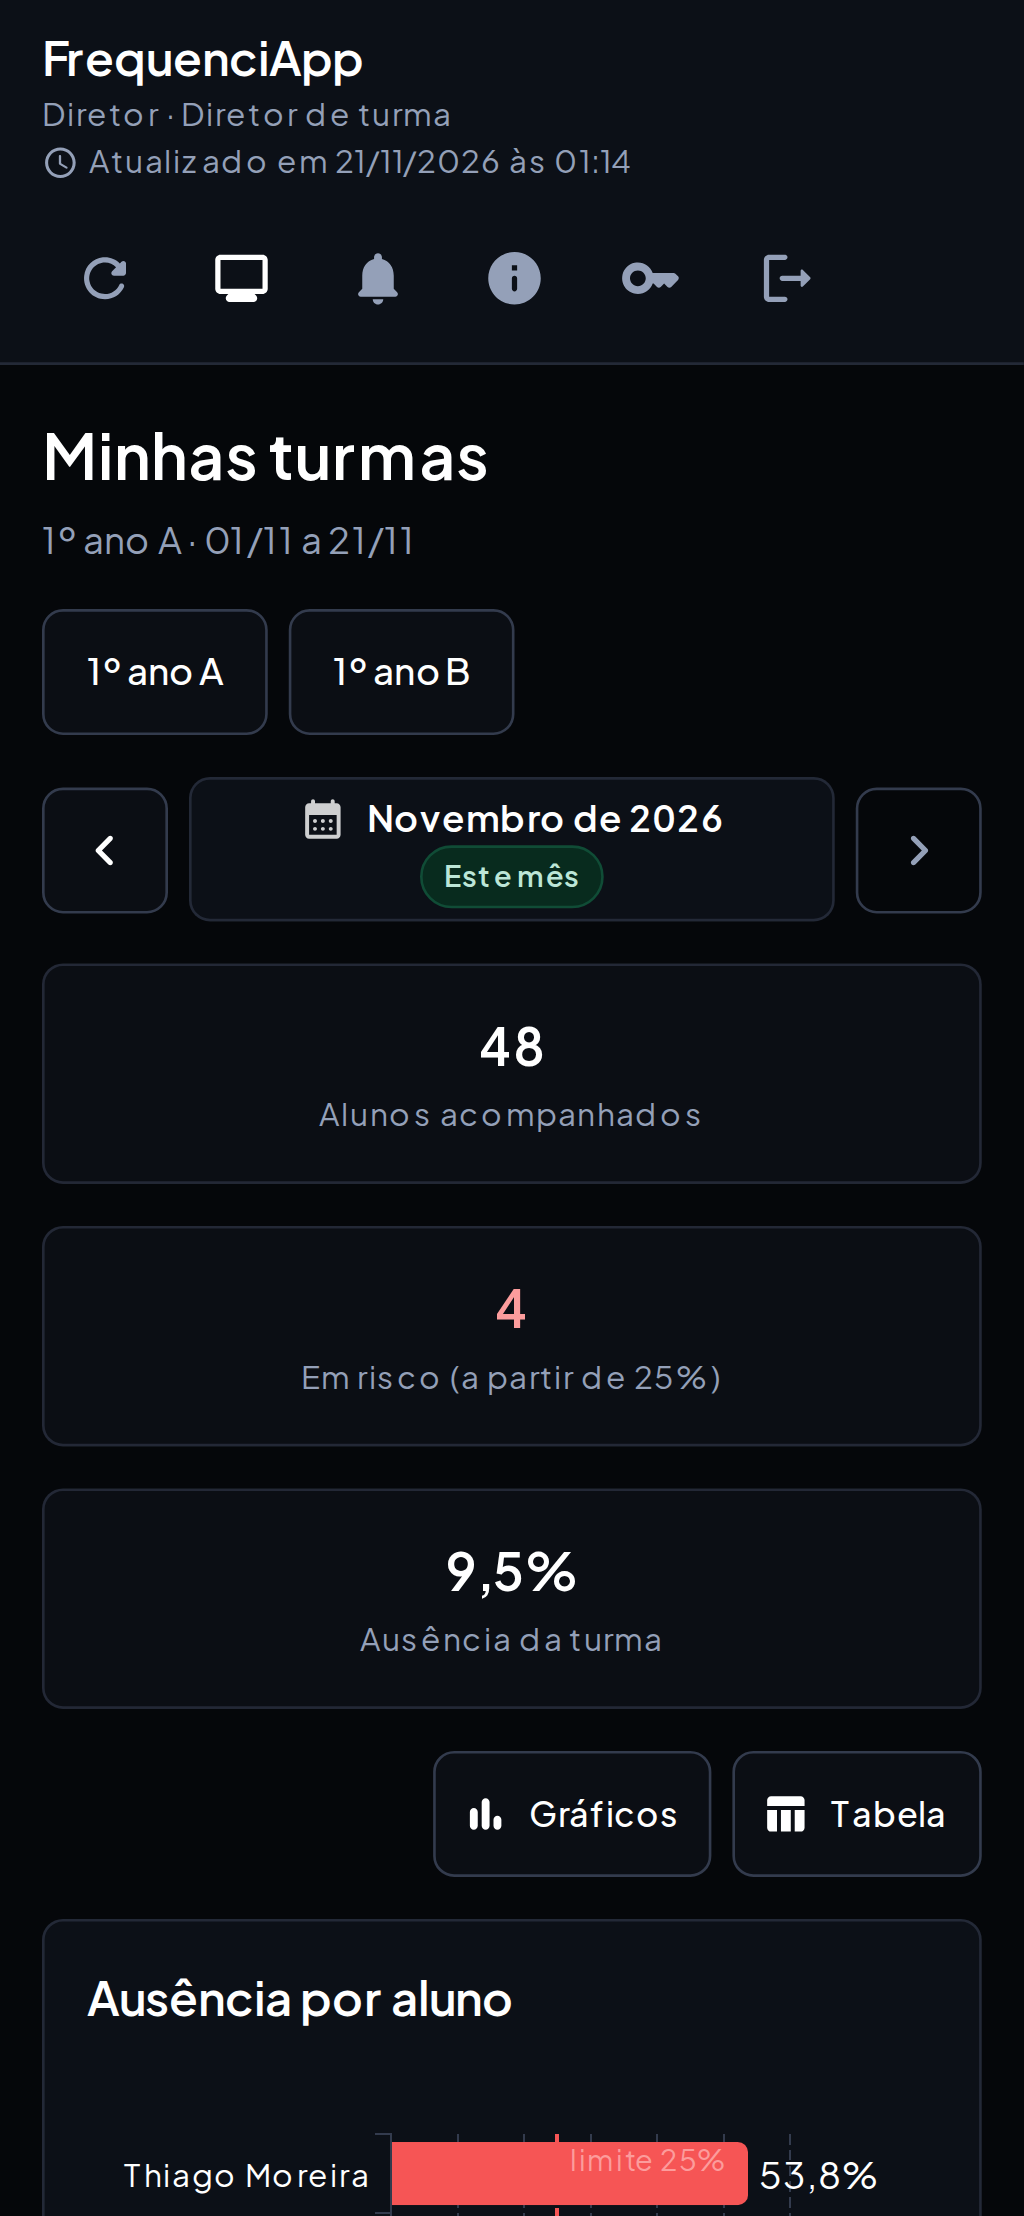 FrequenciApp
Diretor · Diretor de turma
Atualizado em 21/11/2026 às 01:14
Minhas turmas
1º ano A · 01/11 a 21/11
1º ano A
1º ano B
Novembro de 2026
Este mês
48
Alunos acompanhados
4
Em risco (a partir de 25%)
9,5%
Ausência da turma
Gráficos
Tabela
Ausência por aluno
limite 25%
Thiago Moreira
53,8%